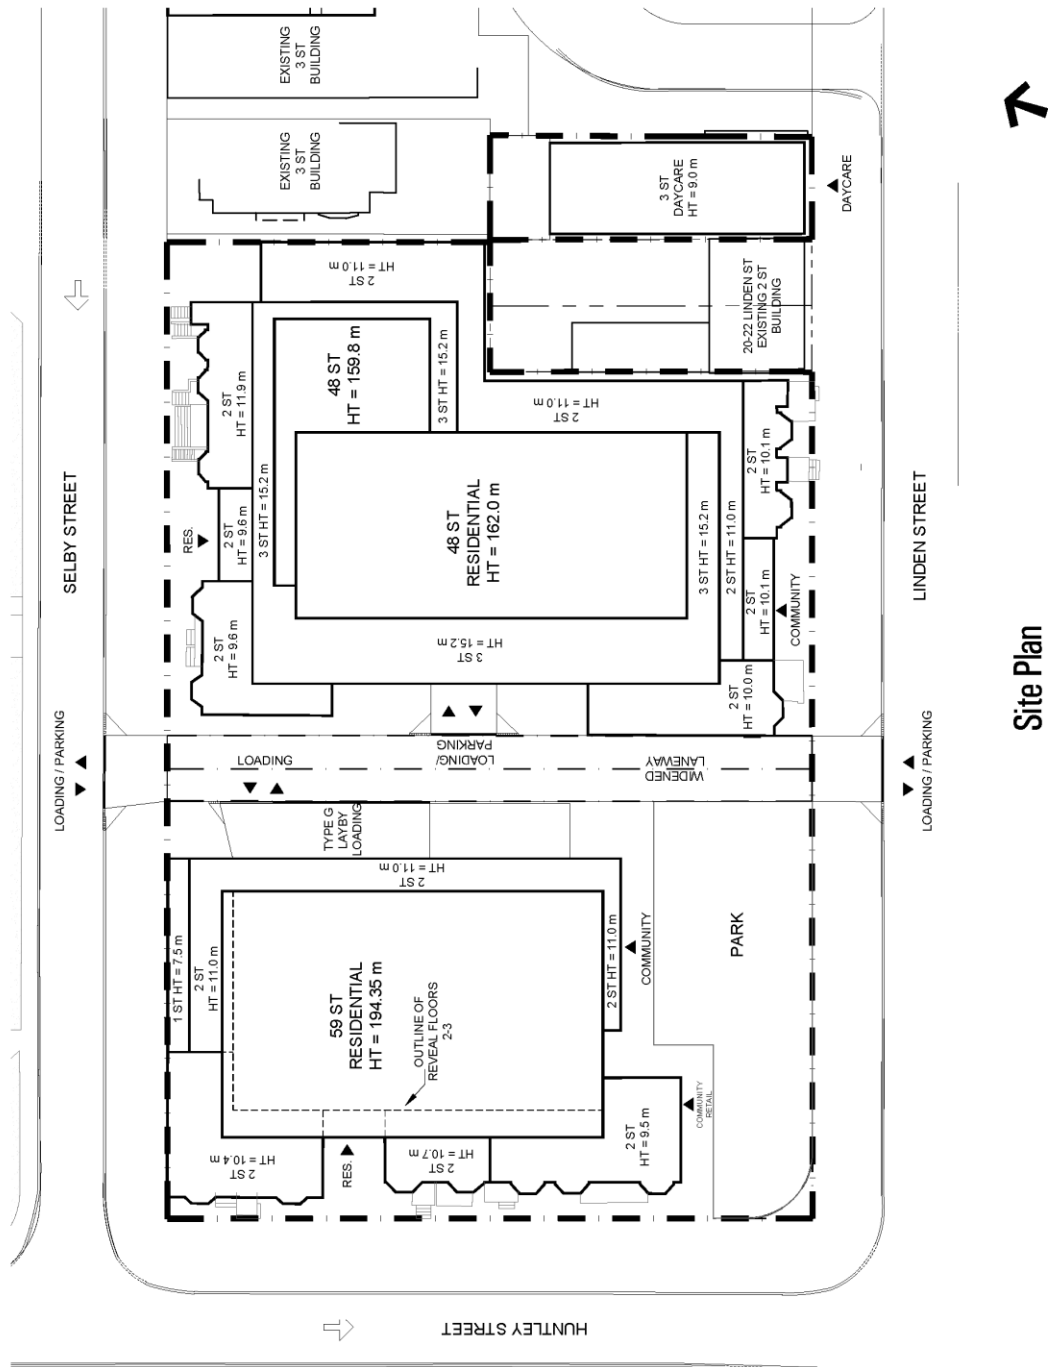 EXISTING
3 ST
BUILDING
EXISTING
3 ST
BUILDING
3 ST
DAYCARE
HT = 9.0 m
DAYCARE
2 ST
HT = 11.0 m
20-22 LINDEN ST
EXISTING 2 ST
BUILDING
48 ST
HT = 159.8 m
3 ST HT = 15.2 m
2 ST
HT = 11.9 m
2 ST
HT = 11.0 m
2 ST
HT = 10.1 m
SELBY STREET
RES.
2 ST
HT = 9.6 m
3 ST HT = 15.2 m
48 ST
RESIDENTIAL
HT = 162.0 m
3 ST HT = 15.2 m
2 ST HT = 11.0 m
2 ST
HT = 10.1 m
COMMUNITY
LINDEN STREET
2 ST
HT = 9.6 m
3 ST
HT = 15.2 m
2 ST
HT = 10.0 m
Site Plan
LOADING / PARKING
LOADING
LOADING/
PARKING
WIDENED
LANEWAY
LOADING / PARKING
TYPE G
LAYBY
LOADING
2 ST
HT = 11.0 m
1 ST HT = 7.5 m
2 ST
HT = 11.0 m
59 ST
RESIDENTIAL
HT = 194.35 m
OUTLINE OF
REVEAL FLOORS
2-3
2 ST HT = 11.0 m
COMMUNITY
PARK
2 ST
HT = 10.4 m
RES.
2 ST
HT = 10.7 m
2 ST
HT = 9.5 m
COMMUNITY
RETAIL
HUNTLEY STREET